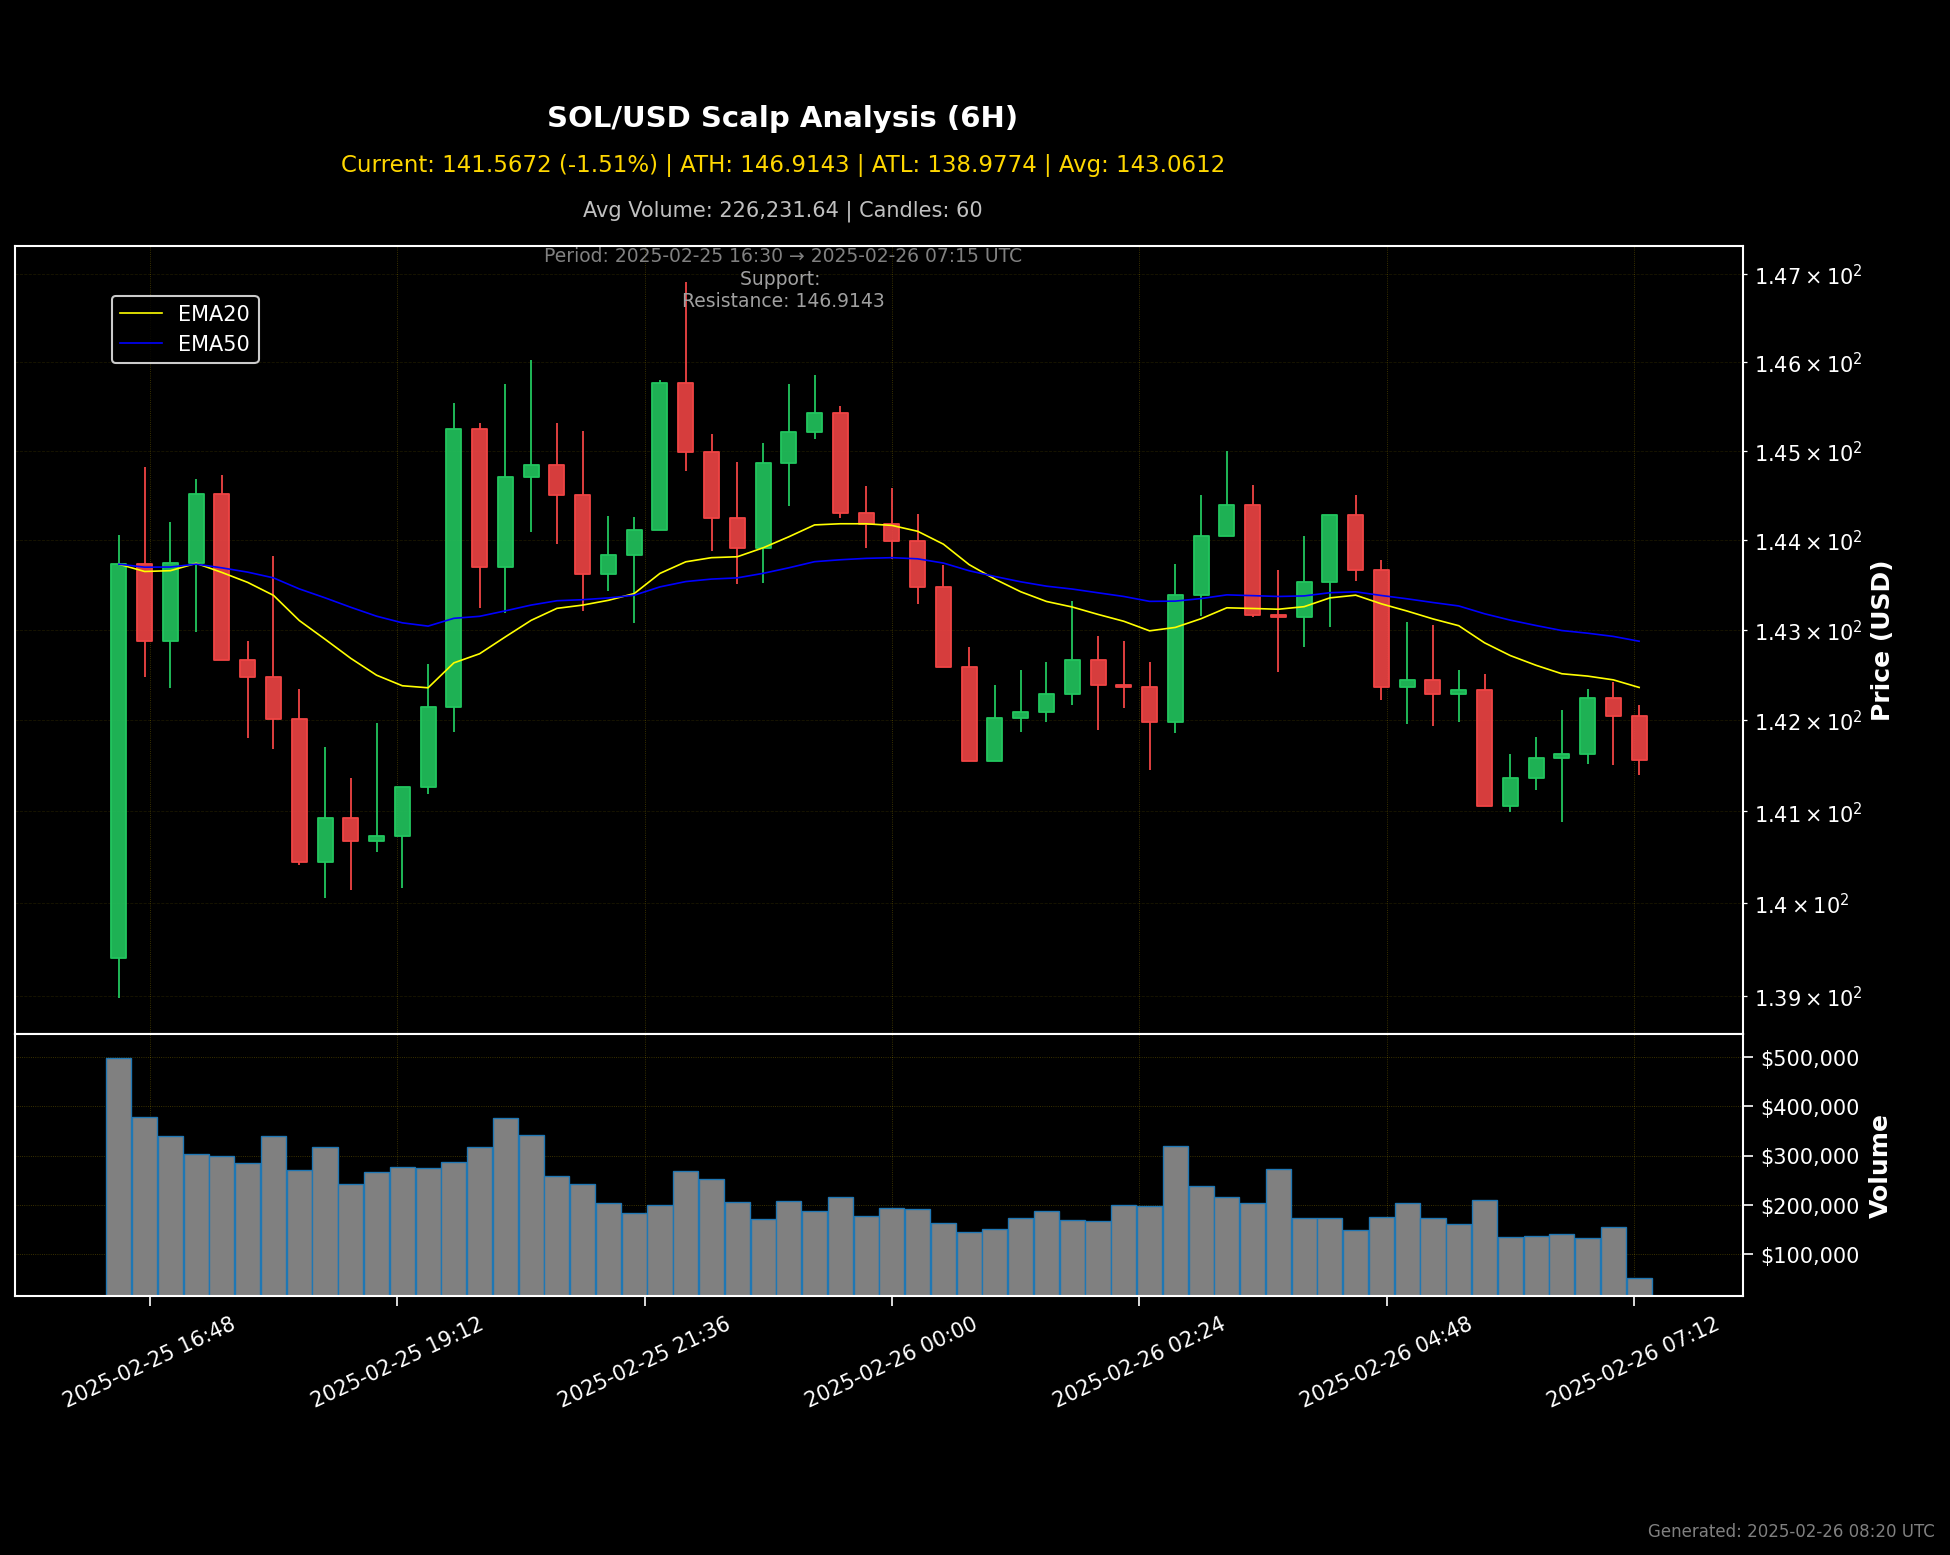 SOL/USD Scalp Analysis (6H)
Current: 141.5672 (-1.51%) | ATH: 146.9143 | ATL: 138.9774 | Avg: 143.0612
Avg Volume: 226,231.64 | Candles: 60
Period: 2025-02-25 16:30 → 2025-02-26 07:15 UTC
Support:
Resistance: 146.9143
EMA20
EMA50
1.47 × 10²
1.46 × 10²
1.45 × 10²
1.44 × 10²
1.43 × 10²
1.42 × 10²
1.41 × 10²
1.4 × 10²
1.39 × 10²
Price (USD)
$500,000
$400,000
$300,000
$200,000
$100,000
Volume
2025-02-25 16:48
2025-02-25 19:12
2025-02-25 21:36
2025-02-26 00:00
2025-02-26 02:24
2025-02-26 04:48
2025-02-26 07:12
Generated: 2025-02-26 08:20 UTC